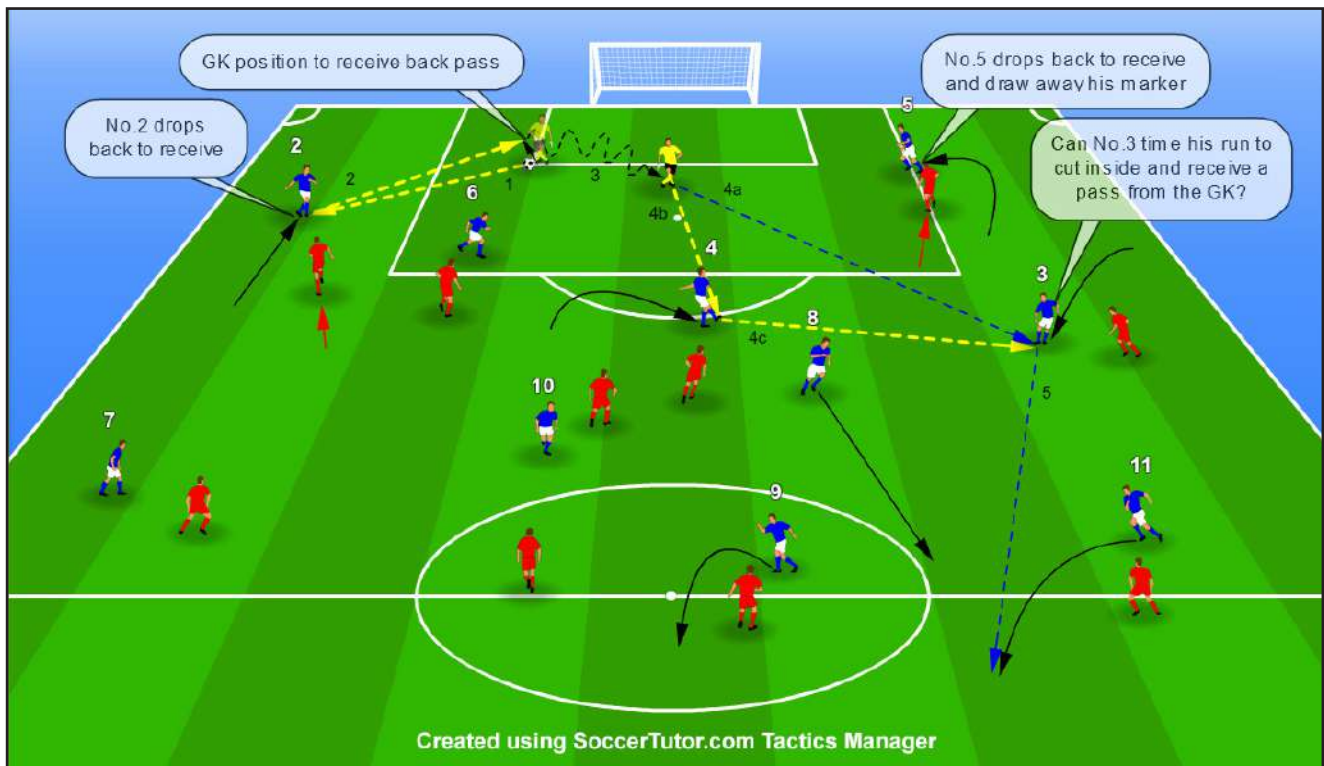 GK position to receive back pass
No.5 drops back to receive
and draw away his marker
No.2 drops
back to receive
Can No.3 time his run to
cut inside and receive a
pass from the GK?
5
2
2
1
3
4a
6
4b
4
3
8
4c
5
10
7
11
9
Created using SoccerTutor.com Tactics Manager